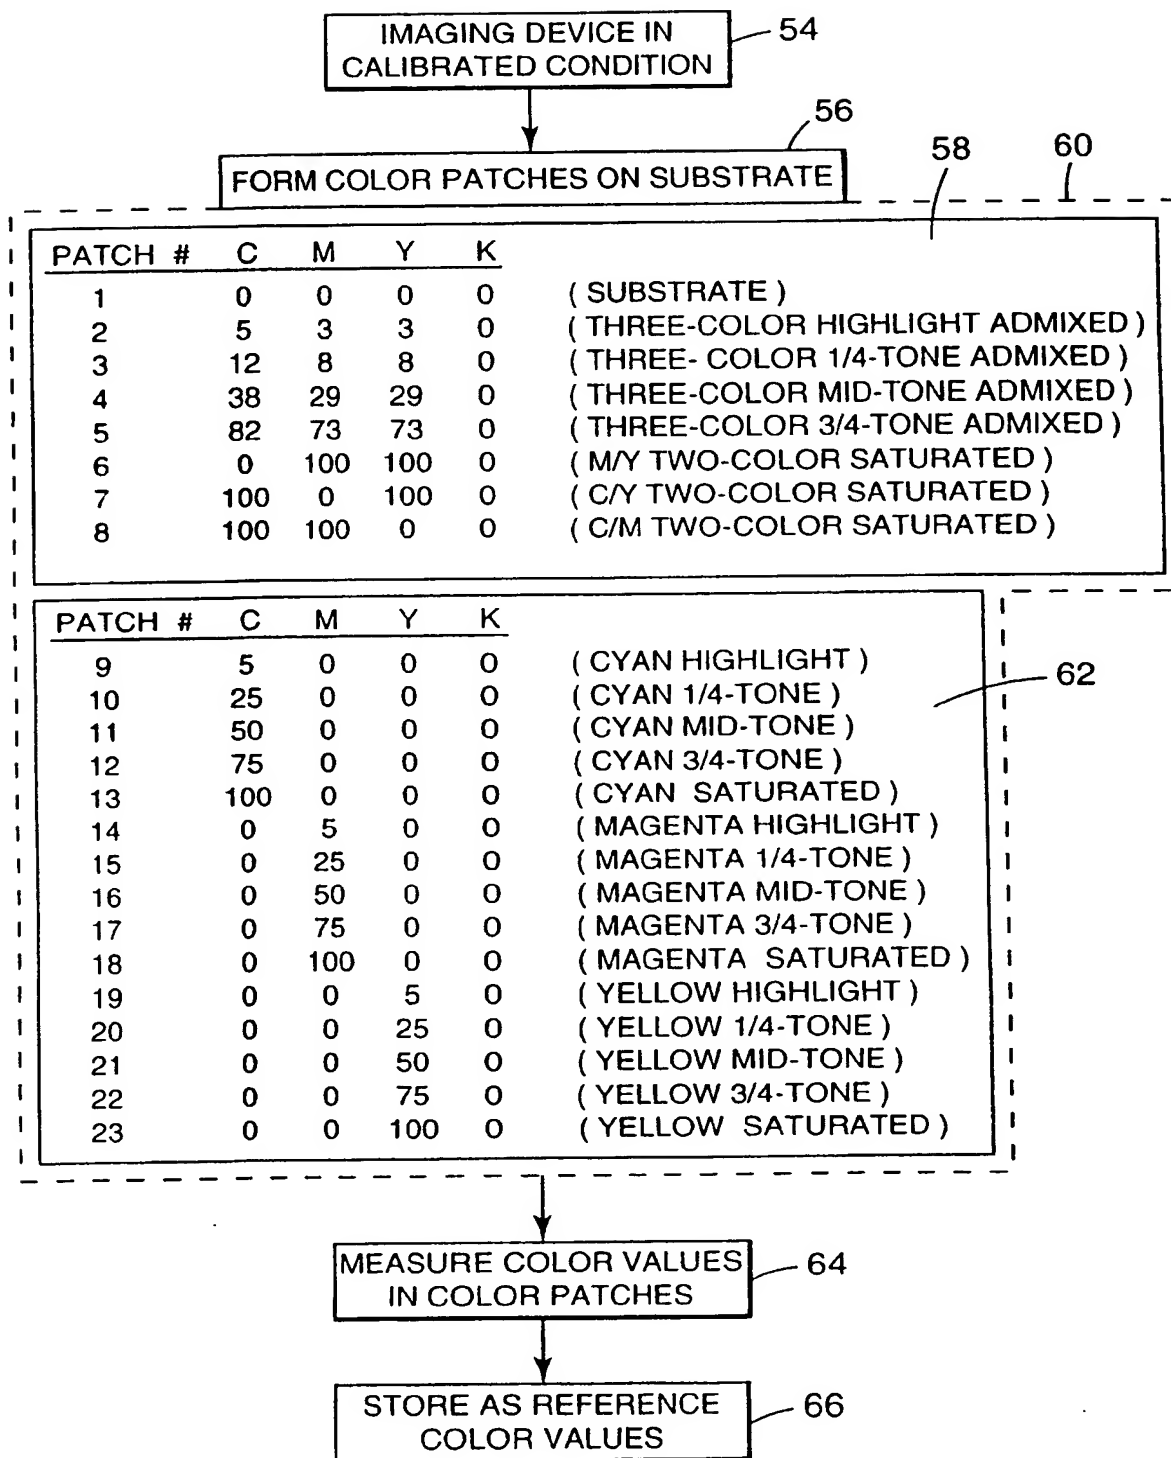 IMAGING DEVICE IN
CALIBRATED CONDITION
54
56
FORM COLOR PATCHES ON SUBSTRATE
58
60
PATCH # C M Y K
1 0 0 0 0 ( SUBSTRATE )
2 5 3 3 0 ( THREE-COLOR HIGHLIGHT ADMIXED )
3 12 8 8 0 ( THREE- COLOR 1/4-TONE ADMIXED )
4 38 29 29 0 ( THREE-COLOR MID-TONE ADMIXED )
5 82 73 73 0 ( THREE-COLOR 3/4-TONE ADMIXED )
6 0 100 100 0 ( M/Y TWO-COLOR SATURATED )
7 100 0 100 0 ( C/Y TWO-COLOR SATURATED )
8 100 100 0 0 ( C/M TWO-COLOR SATURATED )
PATCH # C M Y K
9 5 0 0 0 ( CYAN HIGHLIGHT )
10 25 0 0 0 ( CYAN 1/4-TONE )
11 50 0 0 0 ( CYAN MID-TONE )
12 75 0 0 0 ( CYAN 3/4-TONE )
13 100 0 0 0 ( CYAN SATURATED )
14 0 5 0 0 ( MAGENTA HIGHLIGHT )
15 0 25 0 0 ( MAGENTA 1/4-TONE )
16 0 50 0 0 ( MAGENTA MID-TONE )
17 0 75 0 0 ( MAGENTA 3/4-TONE )
18 0 100 0 0 ( MAGENTA SATURATED )
19 0 0 5 0 ( YELLOW HIGHLIGHT )
20 0 0 25 0 ( YELLOW 1/4-TONE )
21 0 0 50 0 ( YELLOW MID-TONE )
22 0 0 75 0 ( YELLOW 3/4-TONE )
23 0 0 100 0 ( YELLOW SATURATED )
62
MEASURE COLOR VALUES
IN COLOR PATCHES
64
STORE AS REFERENCE
COLOR VALUES
66